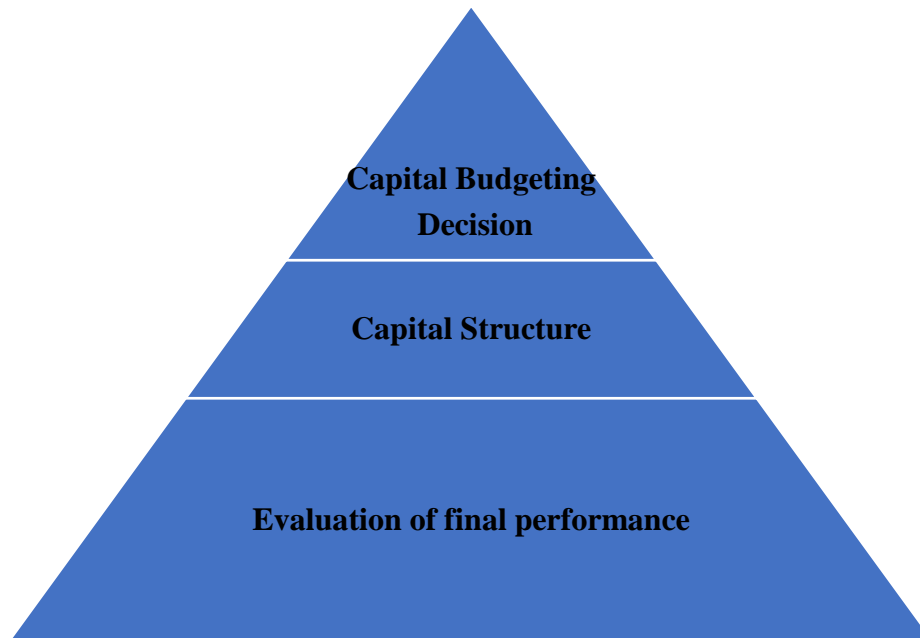 Capital Budgeting
Decision
Capital Structure
Evaluation of final performance